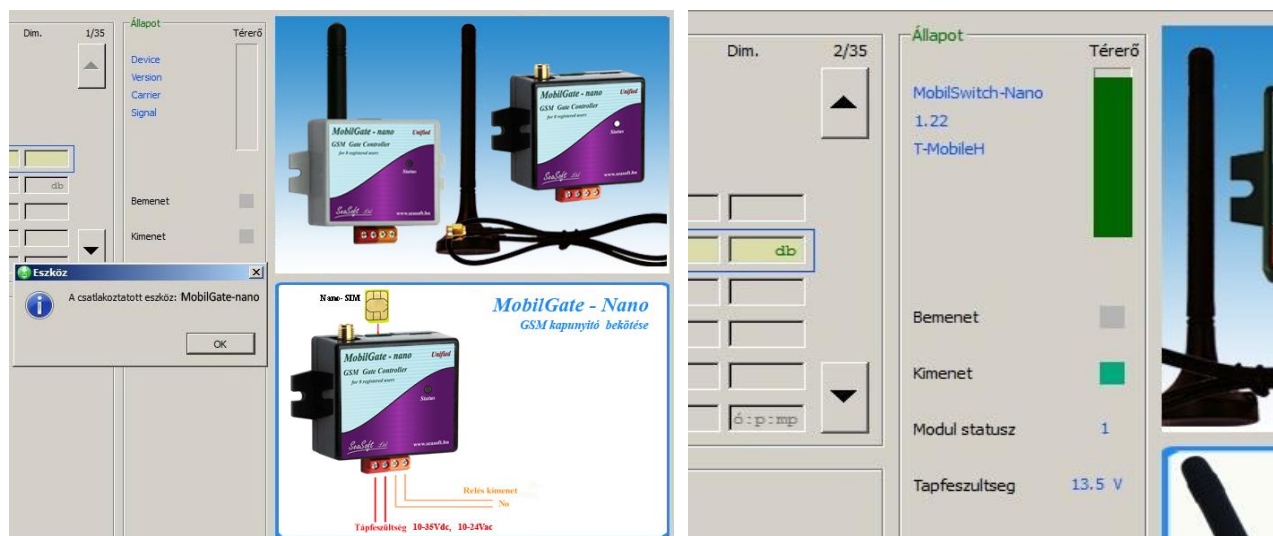 Dim.
1/35
Állapot
Térerő
Device
Version
Carrier
Signal
db
Bemenet
Kimenet
Eszköz
A csatlakoztatott eszköz: MobilGate-nano
OK
MobilGate - nano Unified
GSM Gate Controller
for 8 registered users
Status
SeaSoft Kkt
www.seasoft.hu
MobilGate - nano Unified
GSM Gate Controller
for 8 registered users
Status
SeaSoft
www.seasoft.hu
Nano- SIM
MobilGate - Nano
GSM kapunyitó bekötése
MobilGate - nano Unified
GSM Gate Controller
for 8 registered users
Status
SeaSoft
www.seasoft.hu
Relés kimenet
No
Tápfeszültség 10-35Vdc, 10-24Vac
Dim.
2/35
Állapot
Térerő
MobilSwitch-Nano
1.22
T-MobileH
db
Bemenet
Kimenet
ó:p:mp
Modul statusz 1
Tapfeszultseg 13.5 V